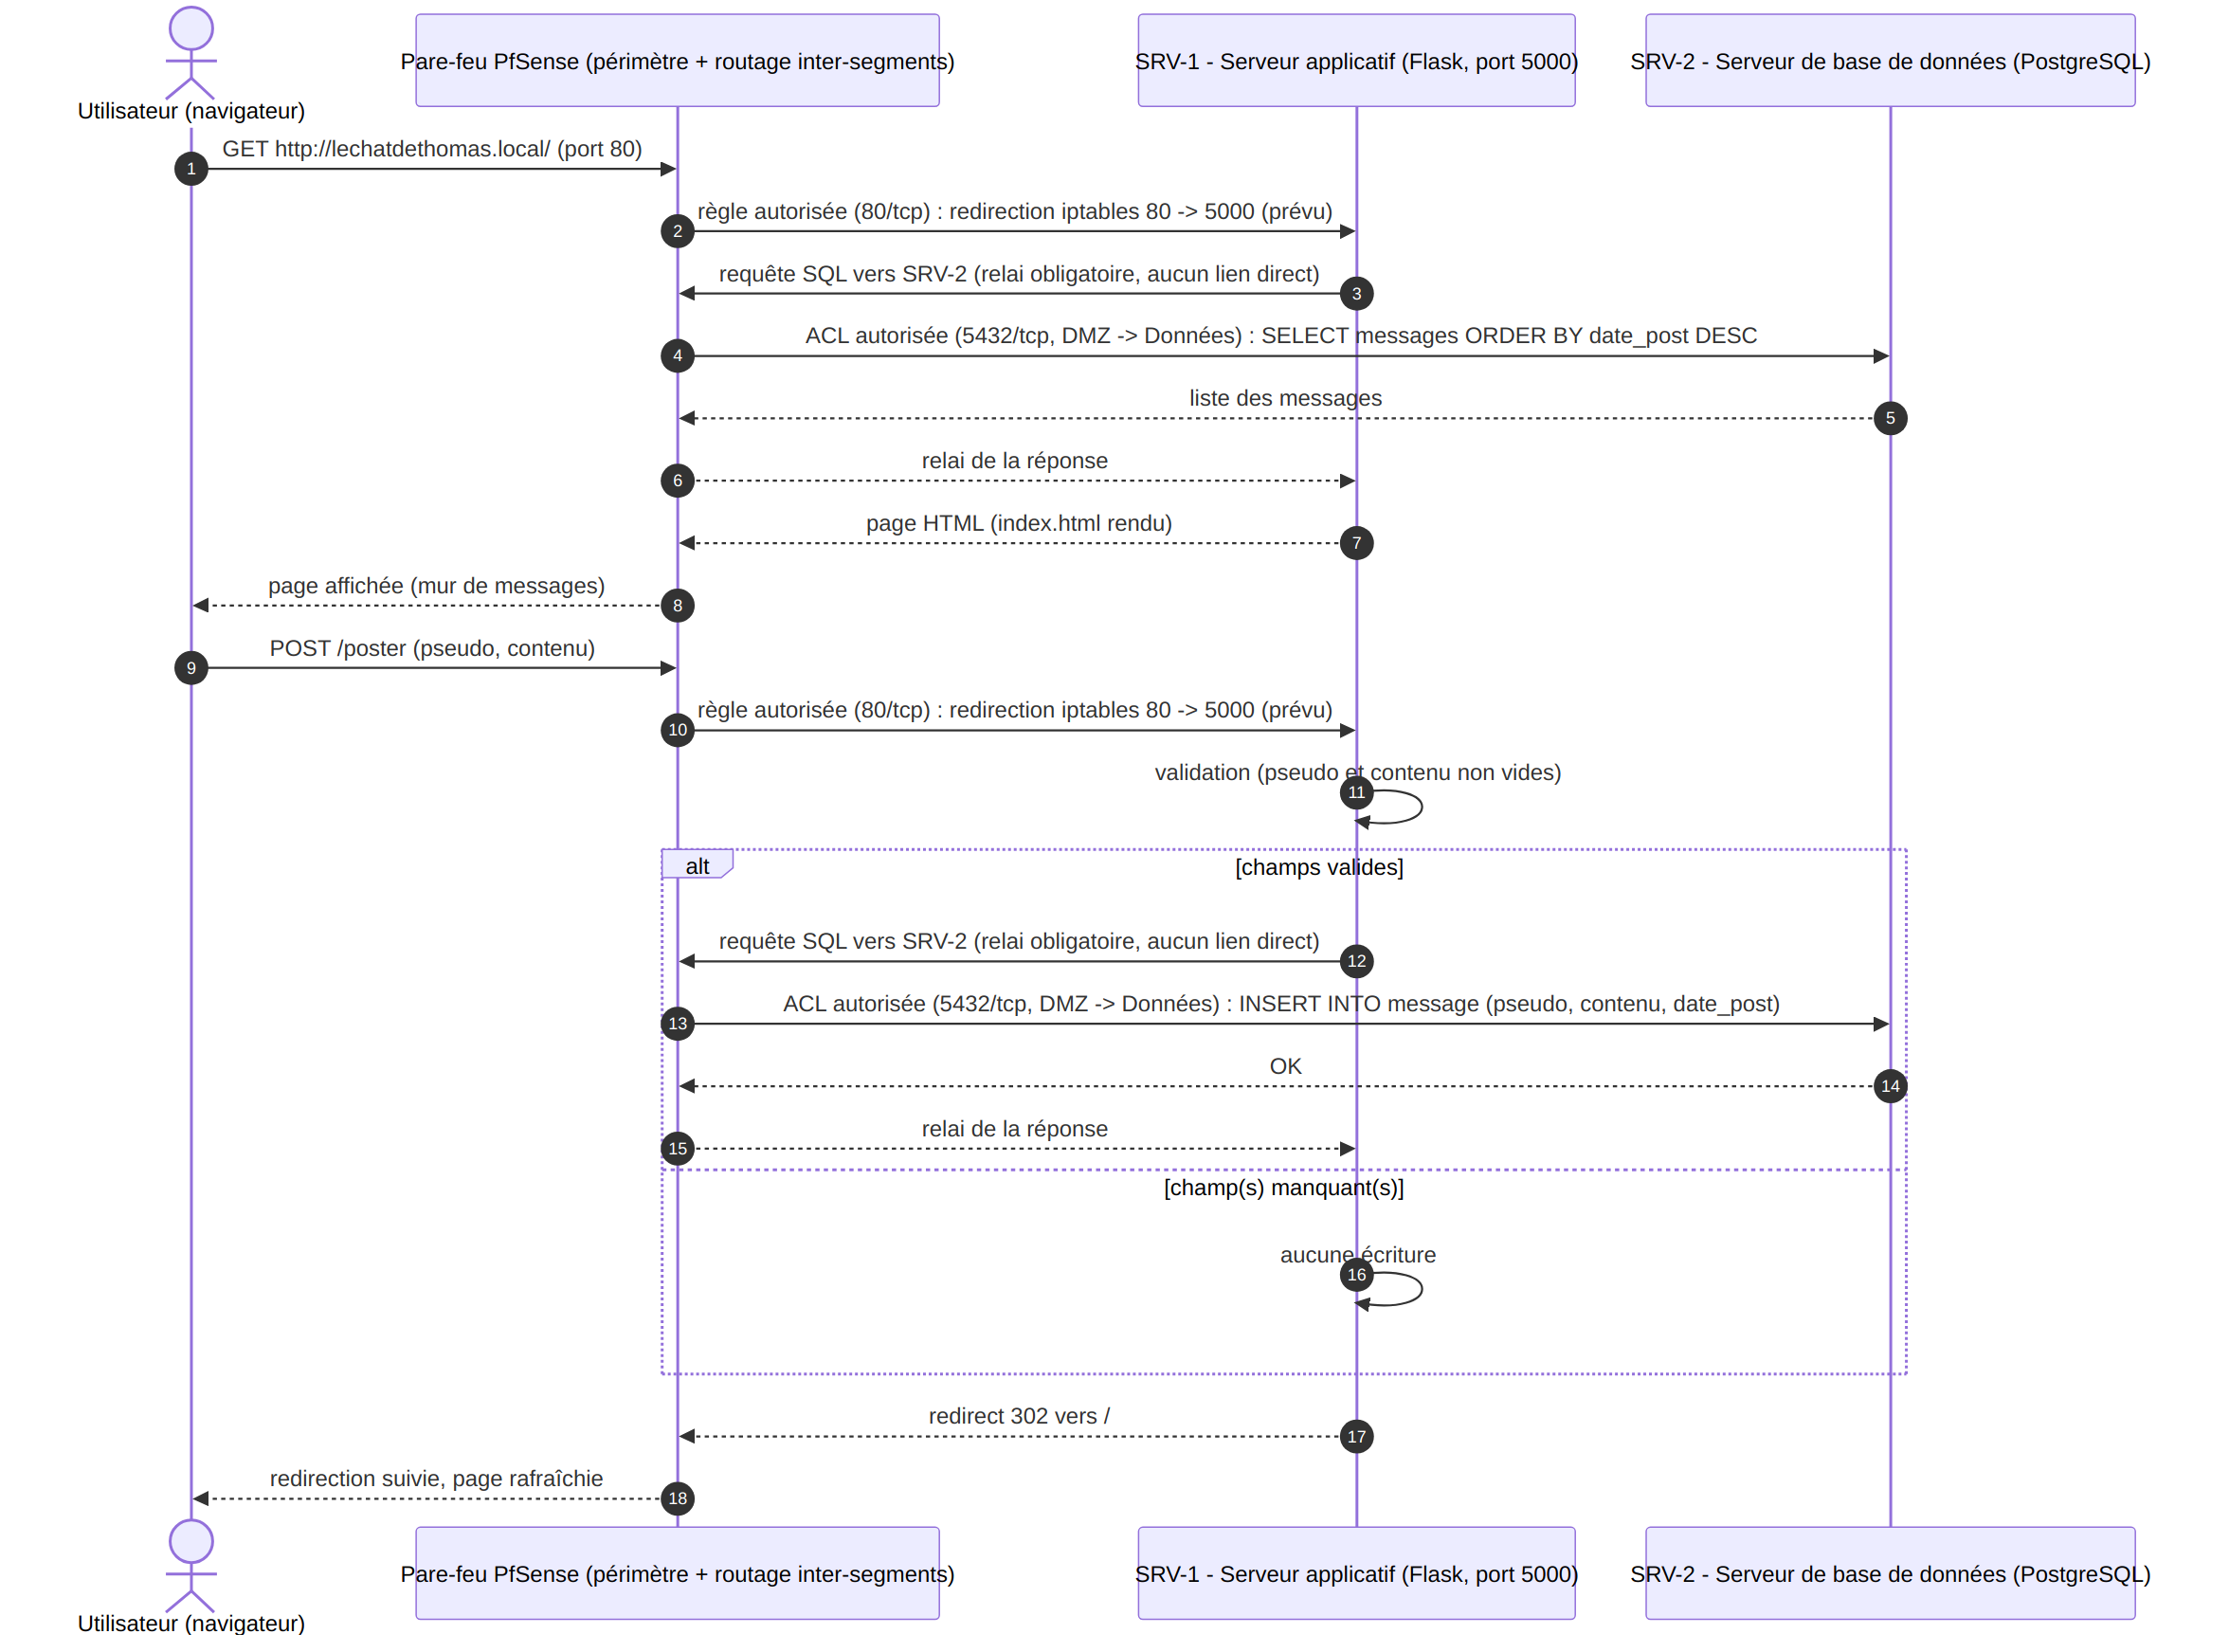 Utilisateur (navigateur)
Pare-feu PfSense (périmètre + routage inter-segments)
SRV-1 - Serveur applicatif (Flask, port 5000)
SRV-2 - Serveur de base de données (PostgreSQL)
GET http://lechatdethomas.local/ (port 80)
1
règle autorisée (80/tcp) : redirection iptables 80 -> 5000 (prévu)
2
requête SQL vers SRV-2 (relai obligatoire, aucun lien direct)
3
ACL autorisée (5432/tcp, DMZ -> Données) : SELECT messages ORDER BY date_post DESC
4
liste des messages
5
relai de la réponse
6
page HTML (index.html rendu)
7
page affichée (mur de messages)
8
POST /poster (pseudo, contenu)
9
règle autorisée (80/tcp) : redirection iptables 80 -> 5000 (prévu)
10
validation (pseudo et contenu non vides)
11
alt
[champs valides]
requête SQL vers SRV-2 (relai obligatoire, aucun lien direct)
12
ACL autorisée (5432/tcp, DMZ -> Données) : INSERT INTO message (pseudo, contenu, date_post)
13
OK
14
relai de la réponse
15
[champ(s) manquant(s)]
aucune écriture
16
redirect 302 vers /
17
redirection suivie, page rafraîchie
18
Utilisateur (navigateur)
Pare-feu PfSense (périmètre + routage inter-segments)
SRV-1 - Serveur applicatif (Flask, port 5000)
SRV-2 - Serveur de base de données (PostgreSQL)